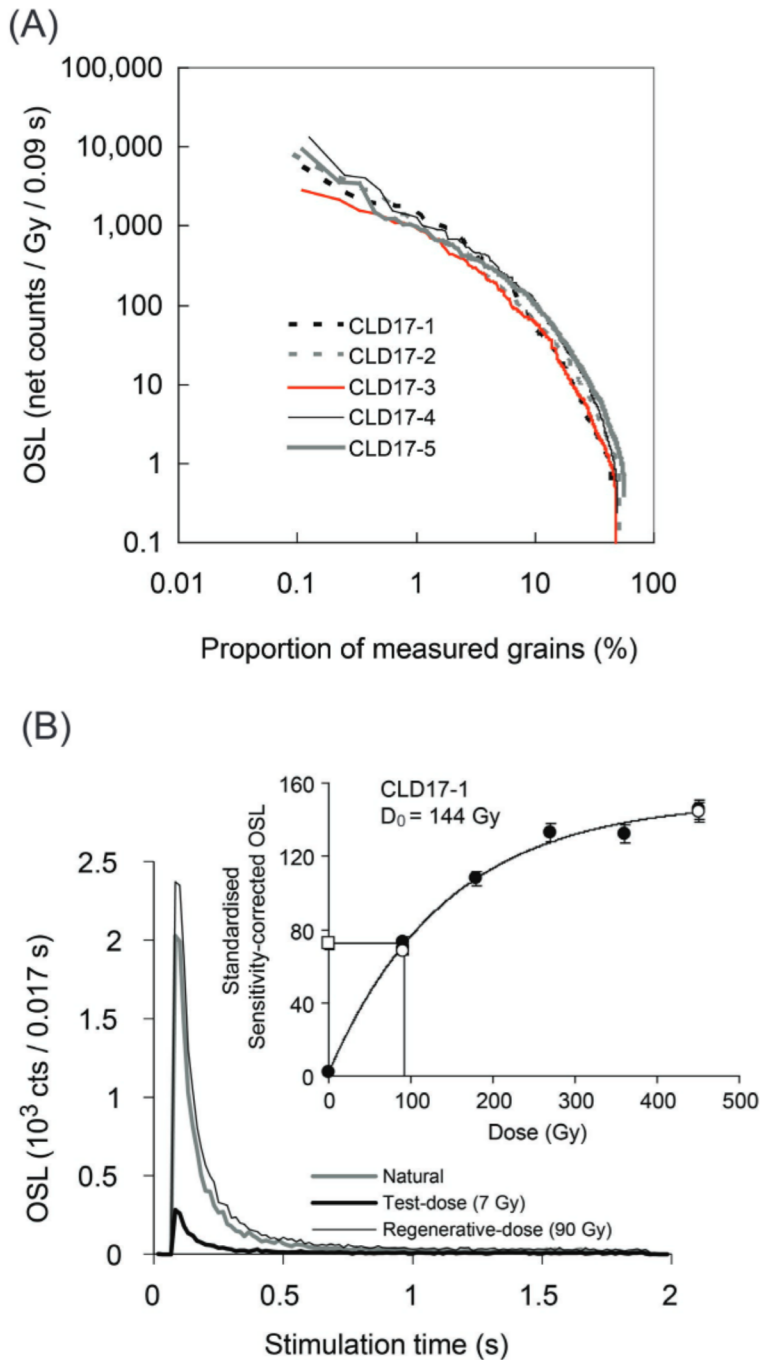 (A)
OSL (net counts / Gy / 0.09 s)
100,000
10,000
1,000
100
10
1
0.1
CLD17-1
CLD17-2
CLD17-3
CLD17-4
CLD17-5
0.01 0.1 1 10 100
Proportion of measured grains (%)
(B)
OSL (10³ cts / 0.017 s)
2.5
2
1.5
1
0.5
0
Standardised
Sensitivity-corrected OSL
160
120
80
40
0
CLD17-1
D₀ = 144 Gy
0 100 200 300 400 500
Dose (Gy)
Natural
Test-dose (7 Gy)
Regenerative-dose (90 Gy)
0 0.5 1 1.5 2
Stimulation time (s)